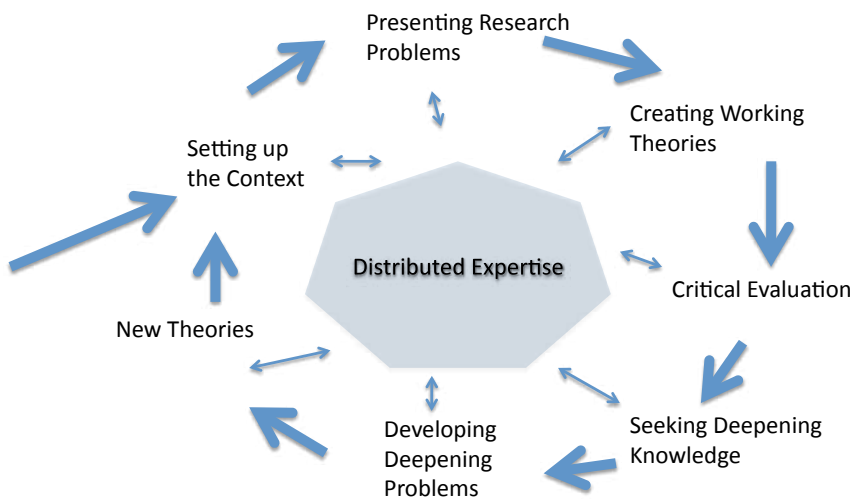 Presenting Research
Problems
Creating Working
Theories
Setting up
the Context
Distributed Expertise
Critical Evaluation
New Theories
Developing
Deepening
Problems
Seeking Deepening
Knowledge